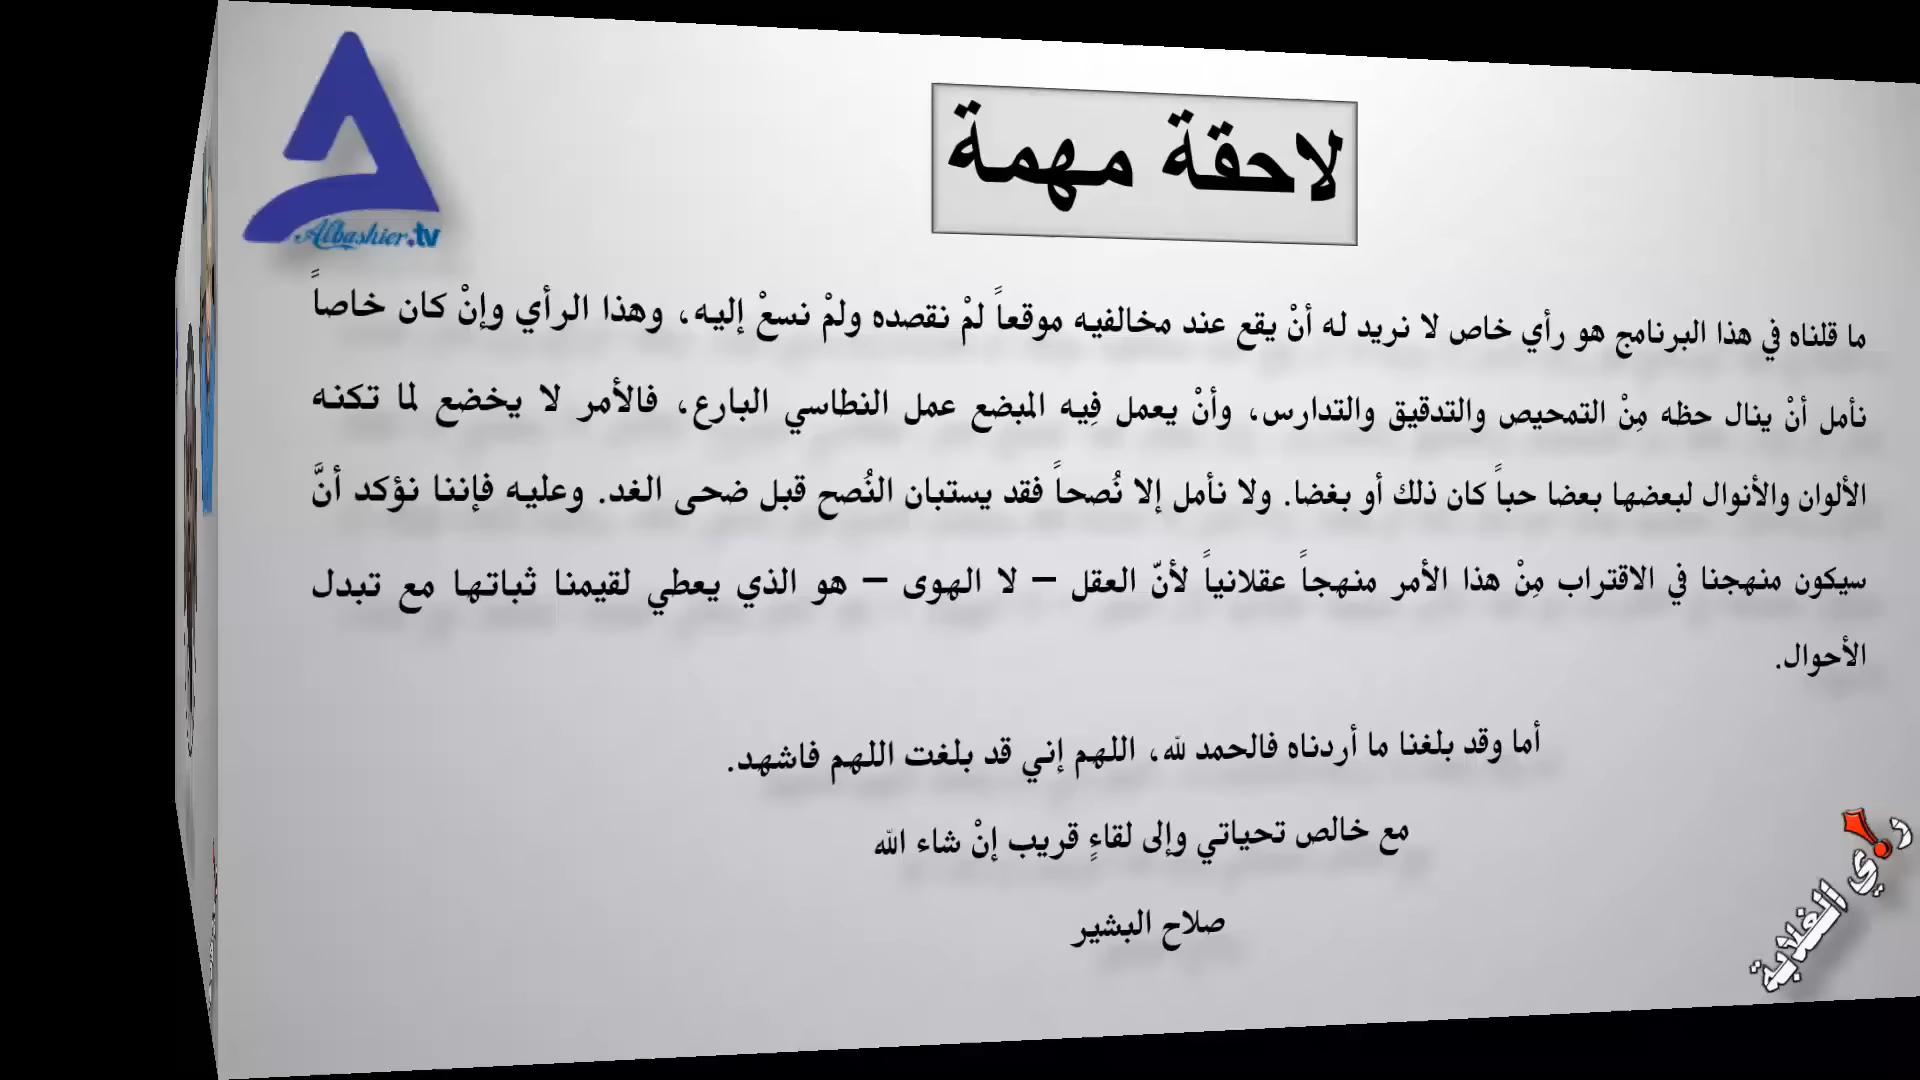 Albashier.tv
لاحقة مهمة
ما قلناه في هذا البرنامج هو رأي خاص لا نريد له أنْ يقع عند مخالفيه موقعاً لمْ نقصده ولمْ نسعْ إليه، وهذا الرأي وإنْ كان خاصاً
نأمل أنْ ينال حظه مِنْ التمحيص والتدقيق والتدارس، وأنْ يعمل فِيه المبضع عمل النطاسي البارع، فالأمر لا يخضع لما تكنه
الألوان والأنوال لبعضها بعضا حباً كان ذلك أو بغضا. ولا نأمل إلا نُصحاً فقد يستبان النُصح قبل ضحى الغد. وعليه فإننا نؤكد أنَّ
سيكون منهجنا في الاقتراب مِنْ هذا الأمر منهجاً عقلانياً لأنّ العقل – لا الهوى – هو الذي يعطي لقيمنا ثباتها مع تبدل
الأحوال.
أما وقد بلغنا ما أردناه فالحمد لله، اللهم إني قد بلغت اللهم فاشهد.
مع خالص تحياتي وإلى لقاءٍ قريب إنْ شاء الله
صلاح البشير
الغلابة